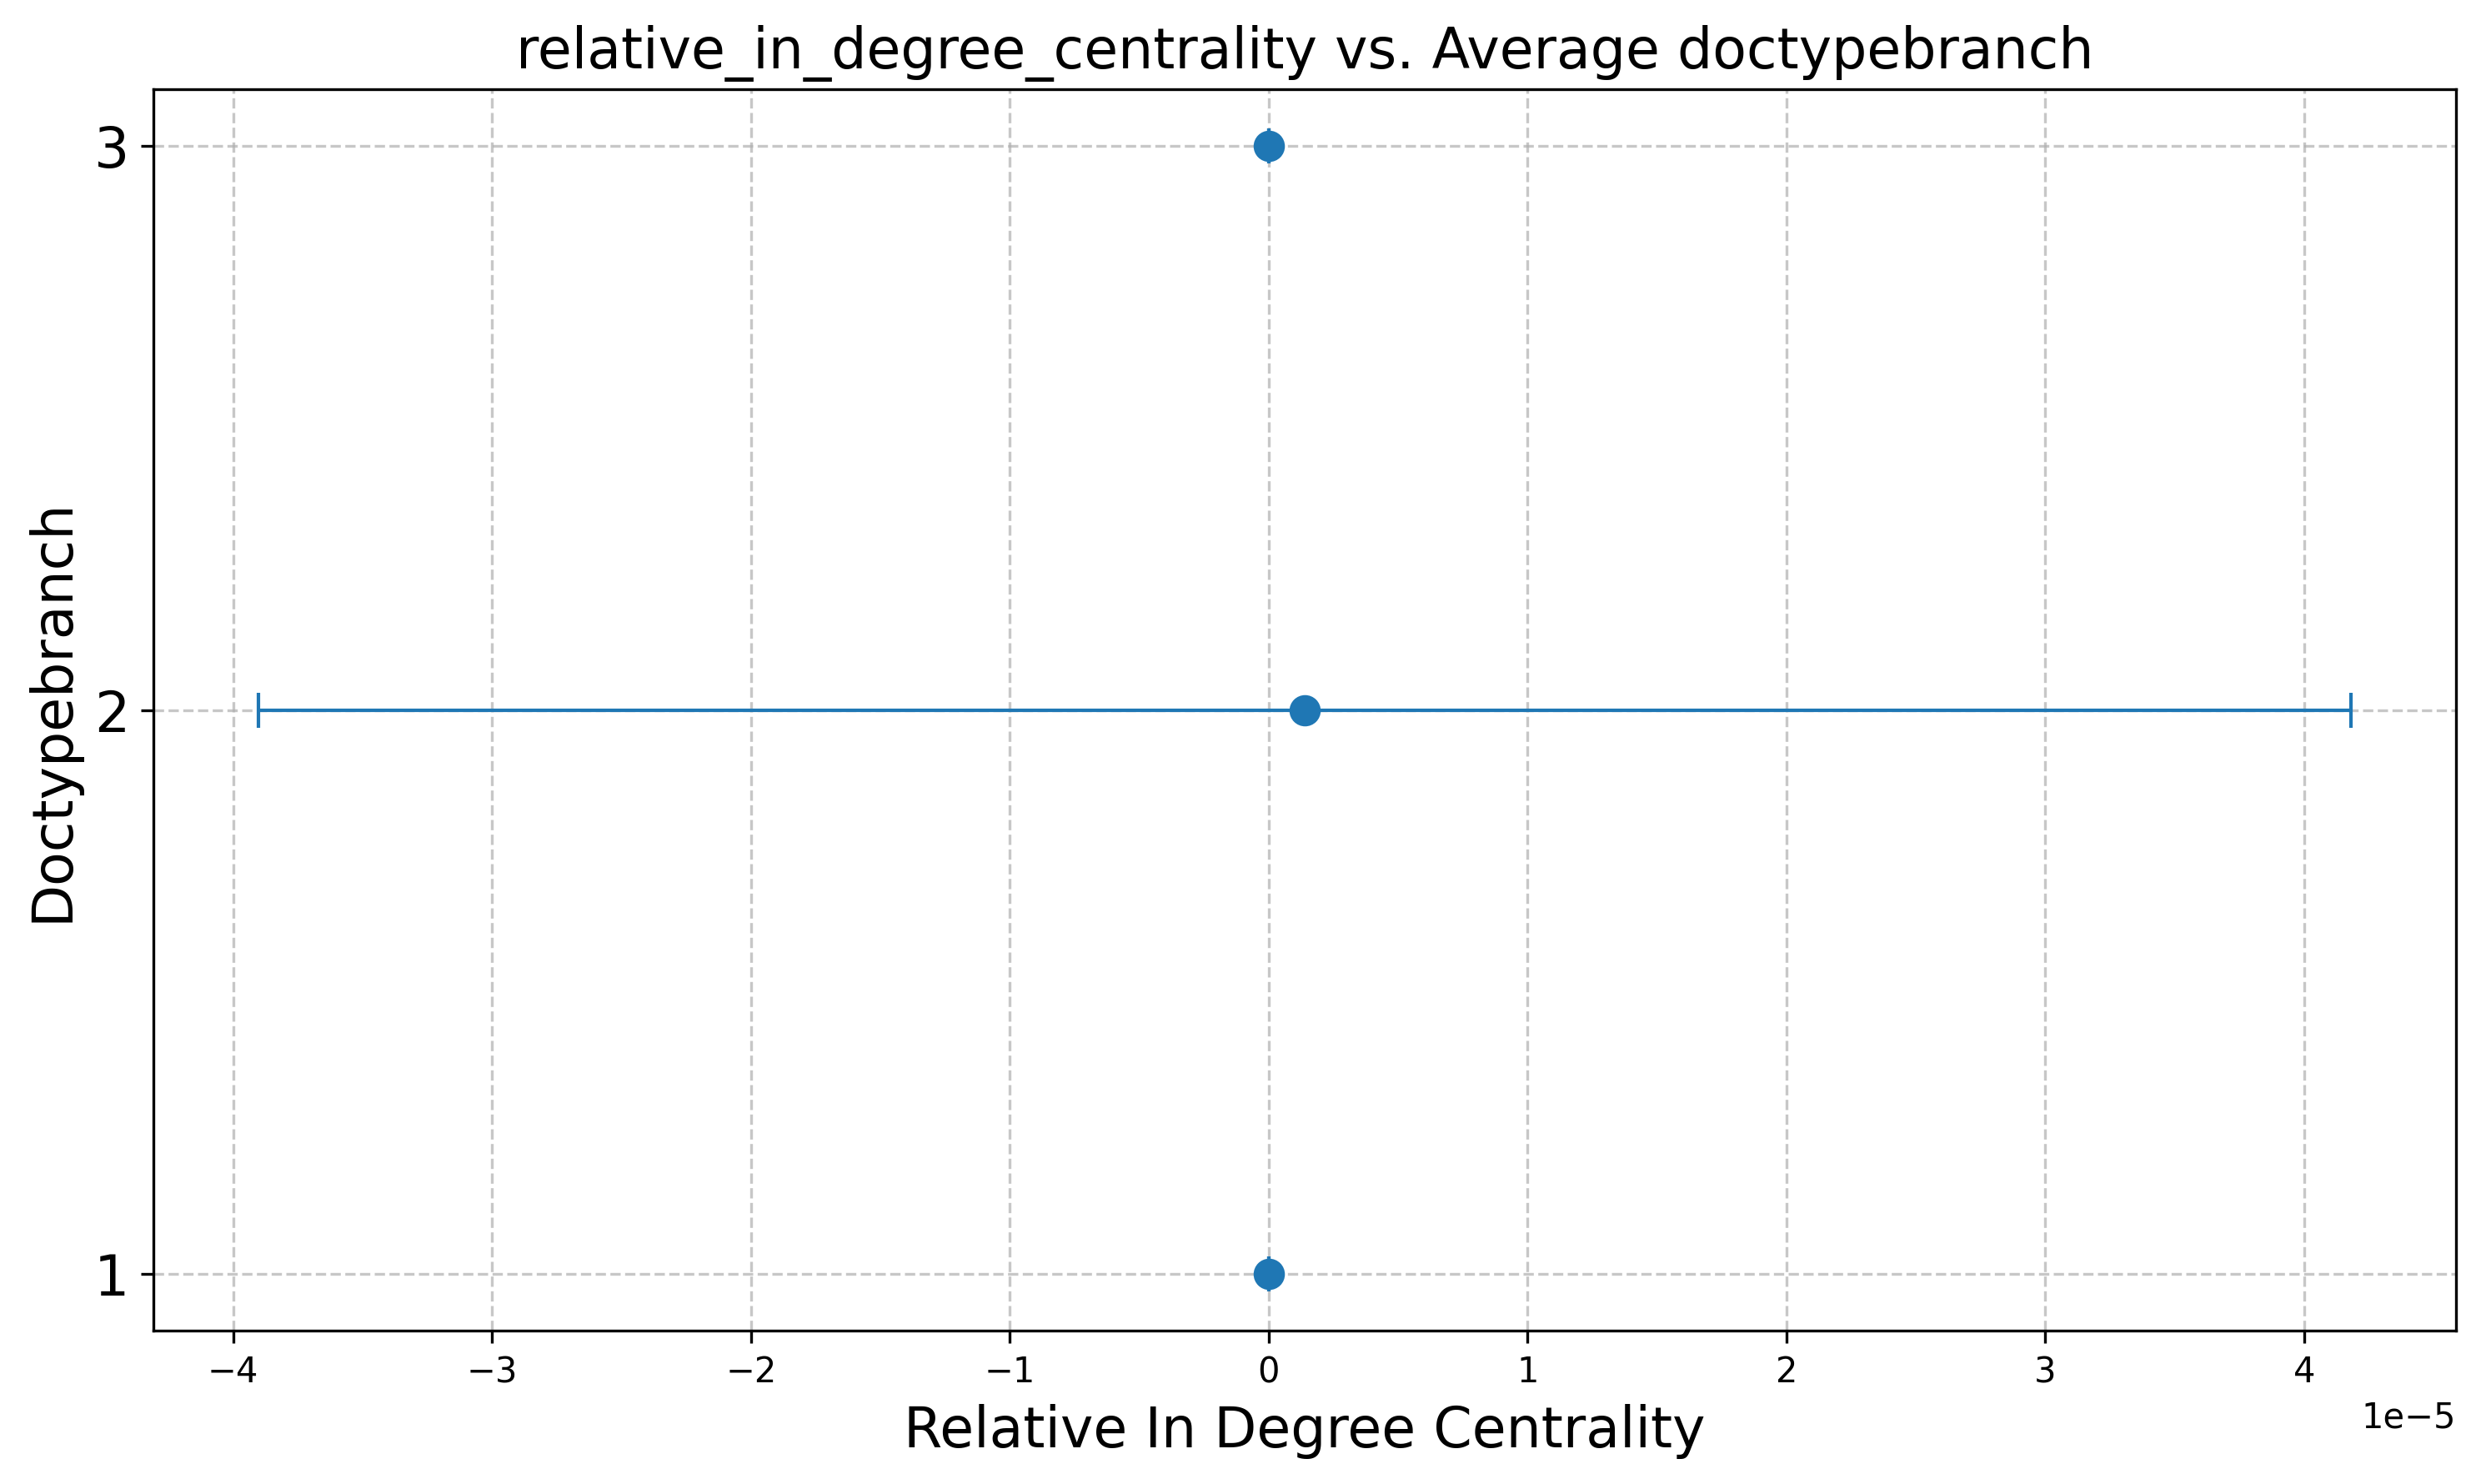 relative_in_degree_centrality vs. Average doctypebranch
Doctypebranch
3
2
1
−4 −3 −2 −1 0 1 2 3 4
1e−5
Relative In Degree Centrality